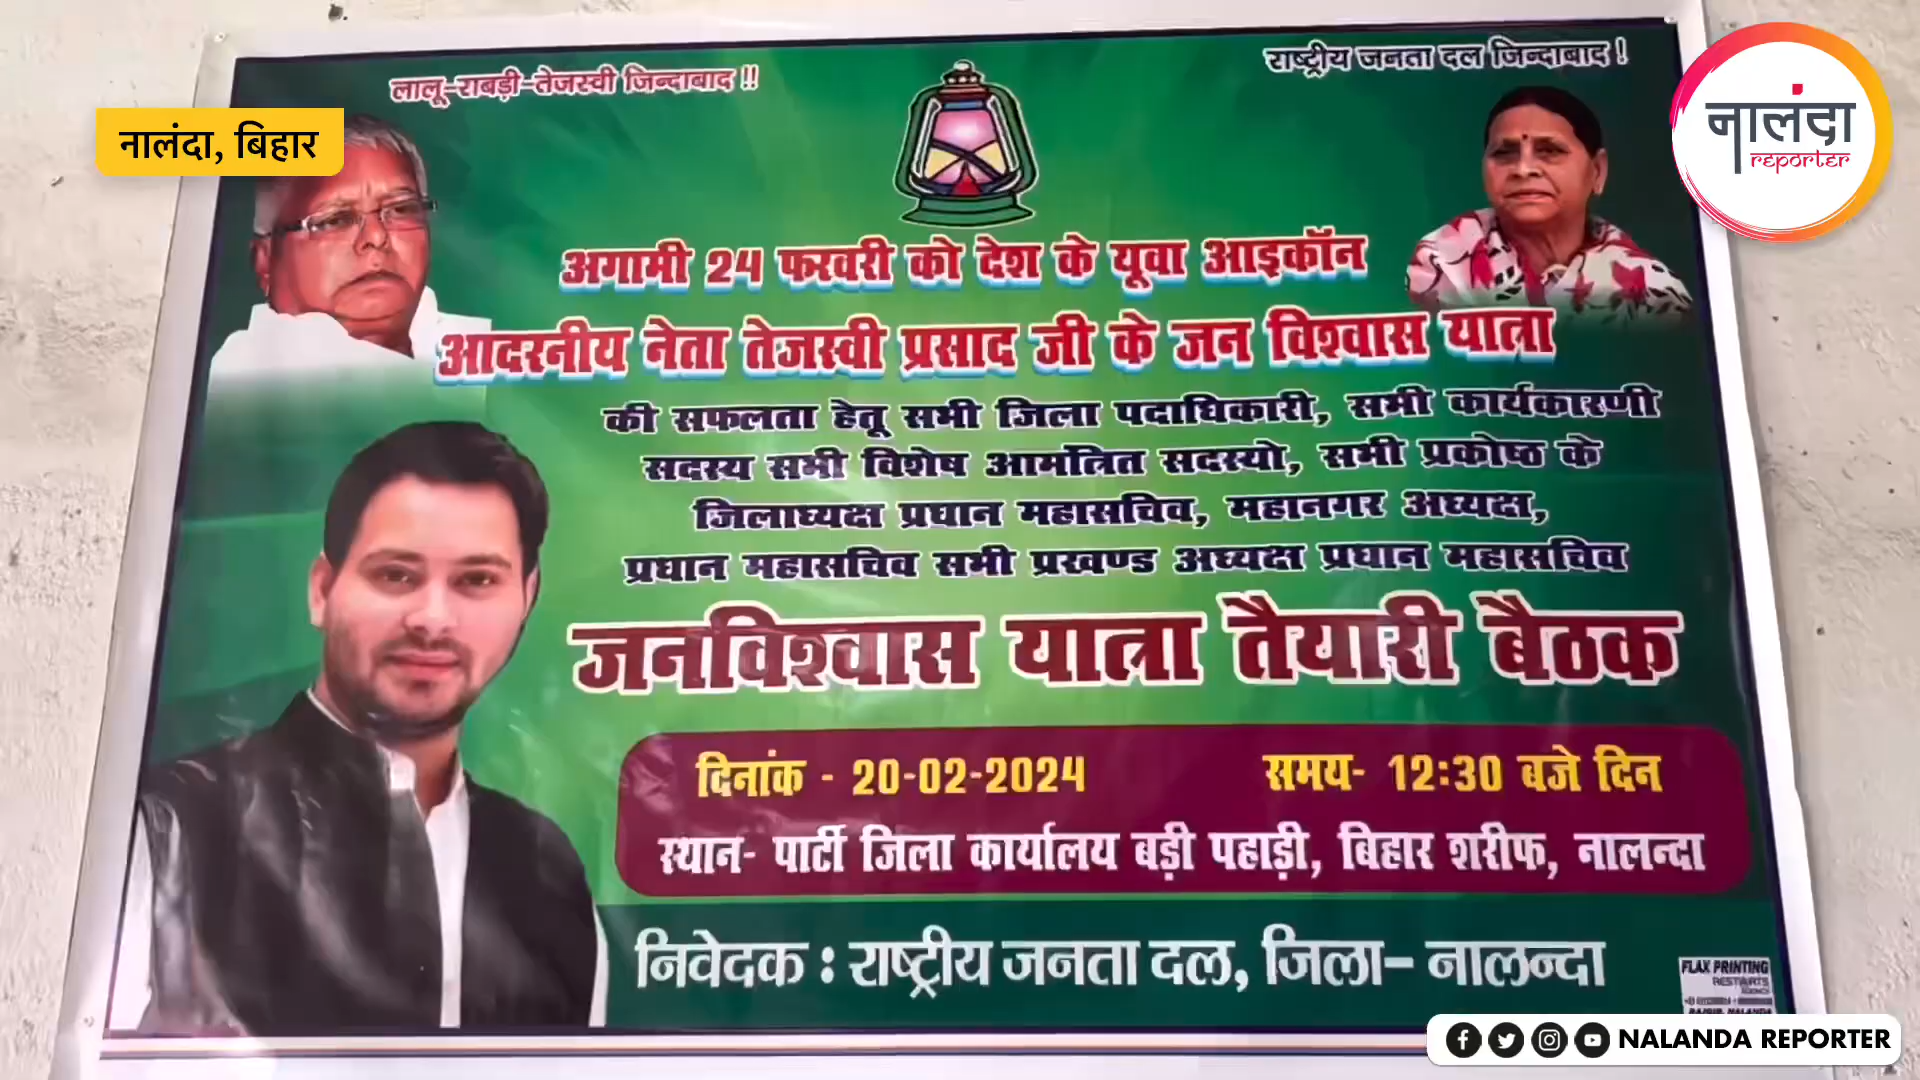 लालू-राबड़ी-तेजस्वी जिन्दाबाद !!
राष्ट्रीय जनता दल जिन्दाबाद !
नालंदा, बिहार
नालंदा
reporter
अगामी 24 फरवरी को देश के यूवा आइकॉन
आदरनीय नेता तेजस्वी प्रसाद जी के जन विश्वास यात्रा
की सफलता हेतू सभी जिला पदाधिकारी, सभी कार्यकारणी
सदस्य सभी विशेष आमंत्रित सदस्यो, सभी प्रकोष्ठ के
जिलाध्यक्ष प्रधान महासचिव, महानगर अध्यक्ष,
प्रधान महासचिव सभी प्रखण्ड अध्यक्ष प्रधान महासचिव
जनविश्वास यात्रा तैयारी बैठक
दिनांक - 20-02-2024 समय- 12:30 बजे दिन
स्थान- पार्टी जिला कार्यालय बड़ी पहाड़ी, बिहार शरीफ, नालन्दा
निवेदक : राष्ट्रीय जनता दल, जिला- नालन्दा
FLAX PRINTING
NALANDA REPORTER